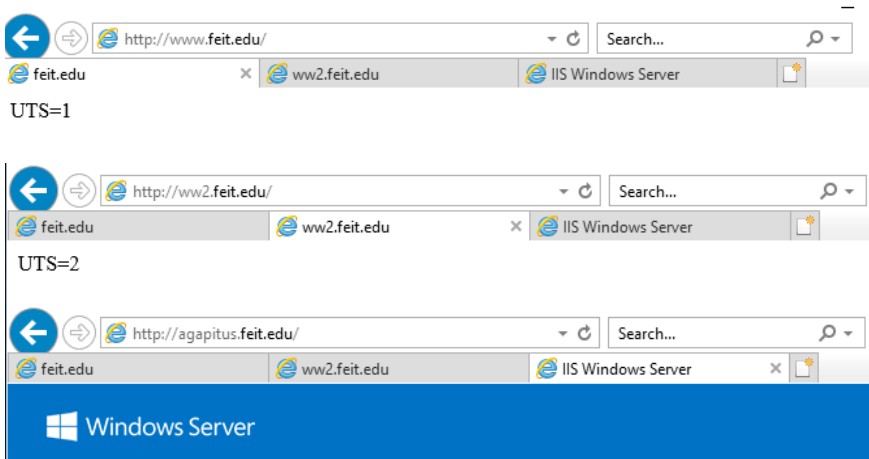 http://www.feit.edu/ Search...
feit.edu ww2.feit.edu IIS Windows Server
UTS=1
http://ww2.feit.edu/ Search...
feit.edu ww2.feit.edu IIS Windows Server
UTS=2
http://agapitus.feit.edu/ Search...
feit.edu ww2.feit.edu IIS Windows Server
Windows Server